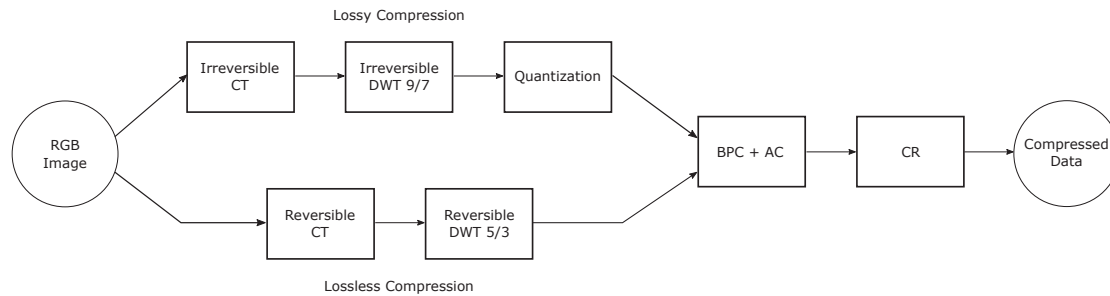 Lossy Compression
Irreversible
CT
Irreversible
DWT 9/7
Quantization
RGB
Image
BPC + AC
CR
Compressed
Data
Reversible
CT
Reversible
DWT 5/3
Lossless Compression